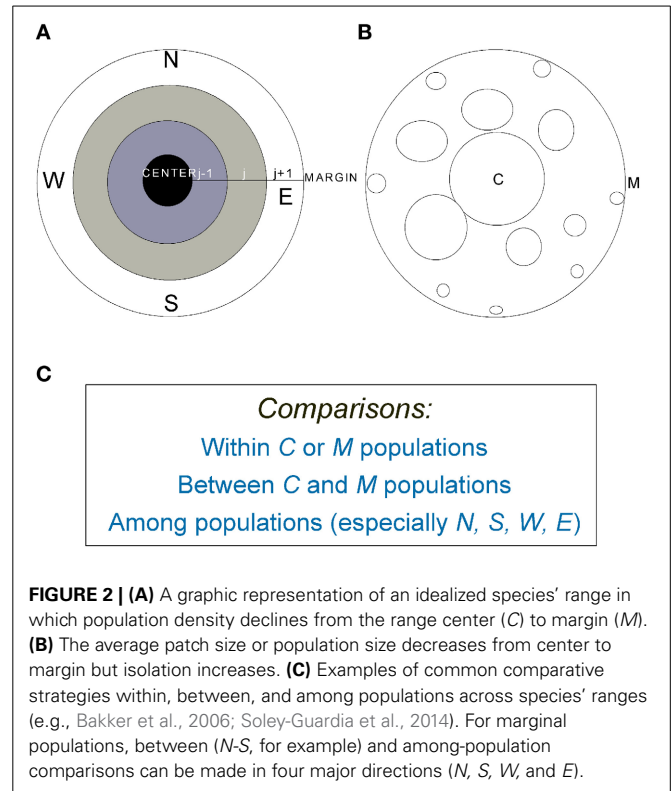 A
B
N
W
CENTER j-1 j j+1 MARGIN
E
S
C
M
C
Comparisons:
Within C or M populations
Between C and M populations
Among populations (especially N, S, W, E)
FIGURE 2 | (A) A graphic representation of an idealized species’ range in
which population density declines from the range center (C) to margin (M).
(B) The average patch size or population size decreases from center to
margin but isolation increases. (C) Examples of common comparative
strategies within, between, and among populations across species’ ranges
(e.g., Bakker et al., 2006; Soley-Guardia et al., 2014). For marginal
populations, between (N-S, for example) and among-population
comparisons can be made in four major directions (N, S, W, and E).